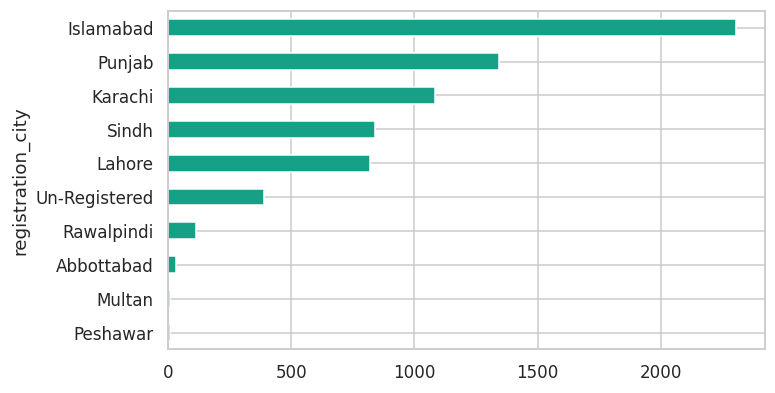 Islamabad
Punjab
Karachi
Sindh
Lahore
Un-Registered
Rawalpindi
Abbottabad
Multan
Peshawar
registration_city
0 500 1000 1500 2000